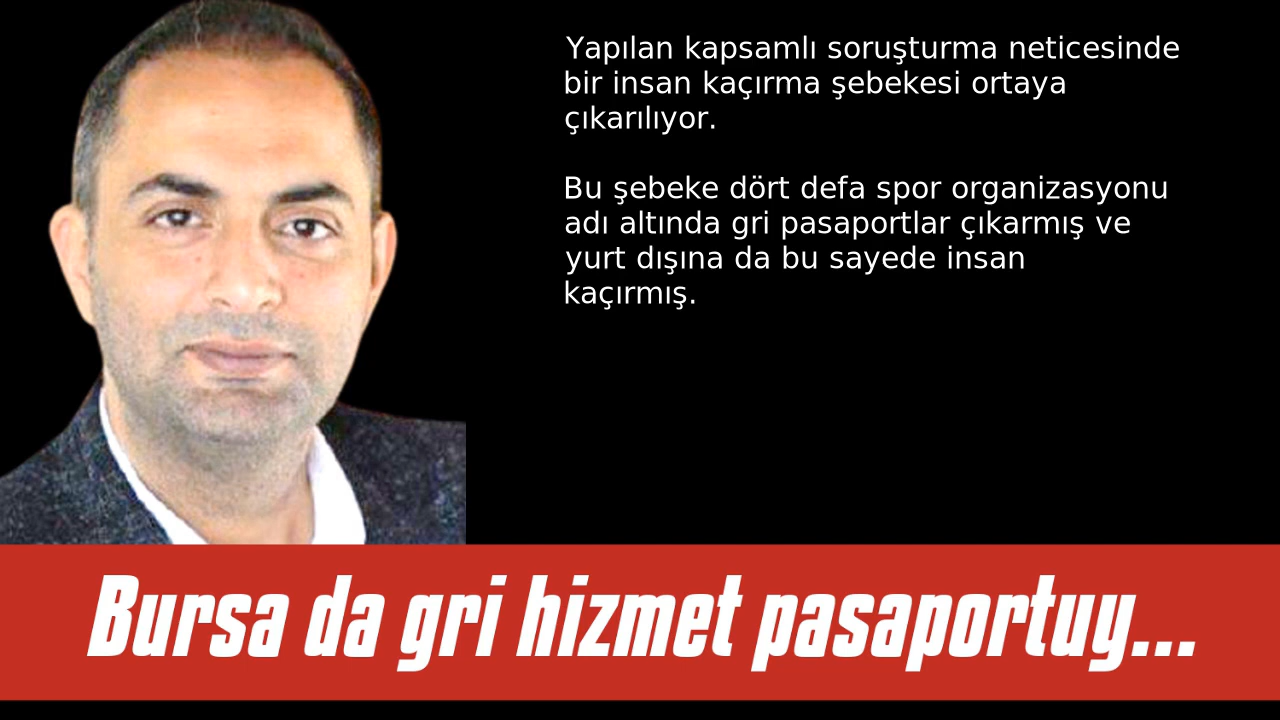 Yapılan kapsamlı soruşturma neticesinde
bir insan kaçırma şebekesi ortaya
çıkarılıyor.
Bu şebeke dört defa spor organizasyonu
adı altında gri pasaportlar çıkarmış ve
yurt dışına da bu sayede insan
kaçırmış.
Bursa da gri hizmet pasaportuy...